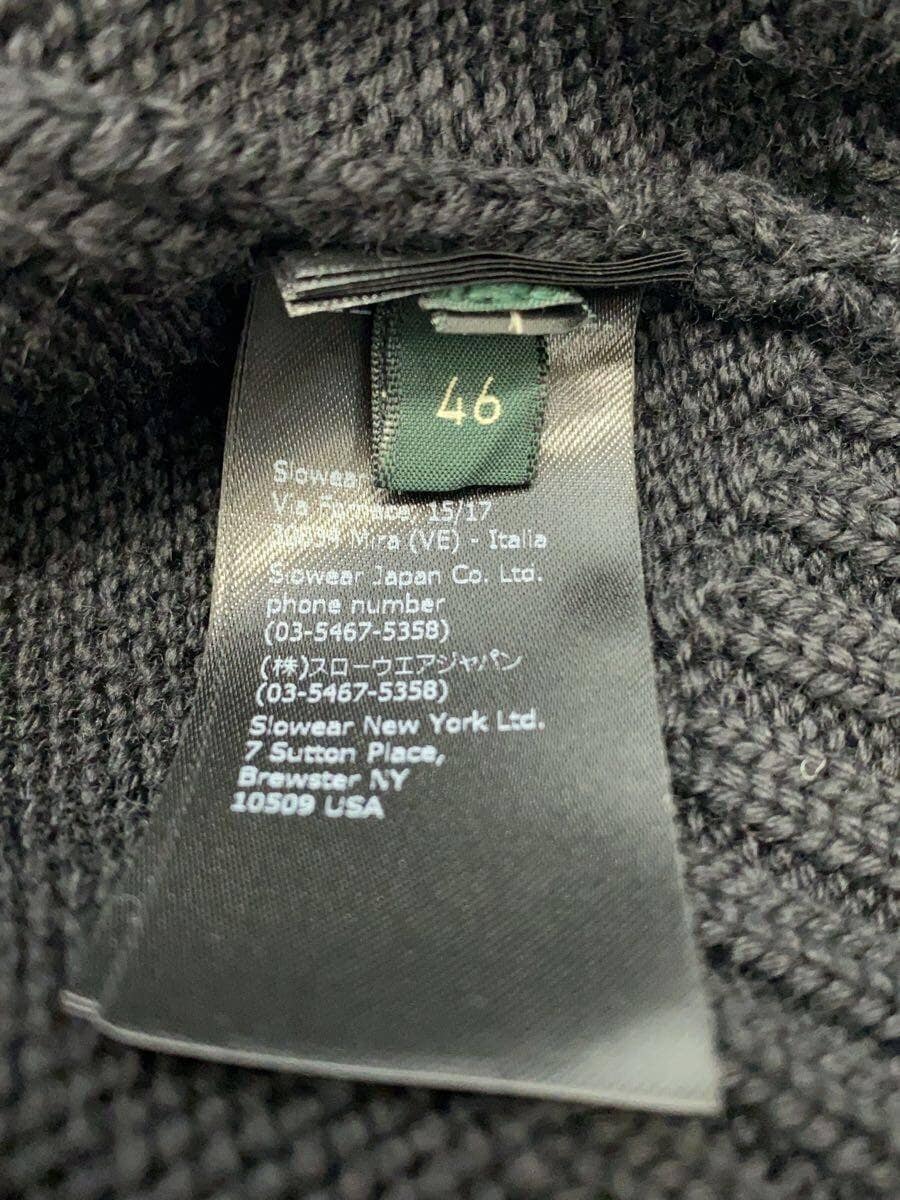 46
Slowear
Via Fornace, 15/17
30034 Mira (VE) - Italia
Slowear Japan Co. Ltd.
phone number
(03-5467-5358)
(株)スローウエアジャパン
(03-5467-5358)
Slowear New York Ltd.
7 Sutton Place,
Brewster NY
10509 USA